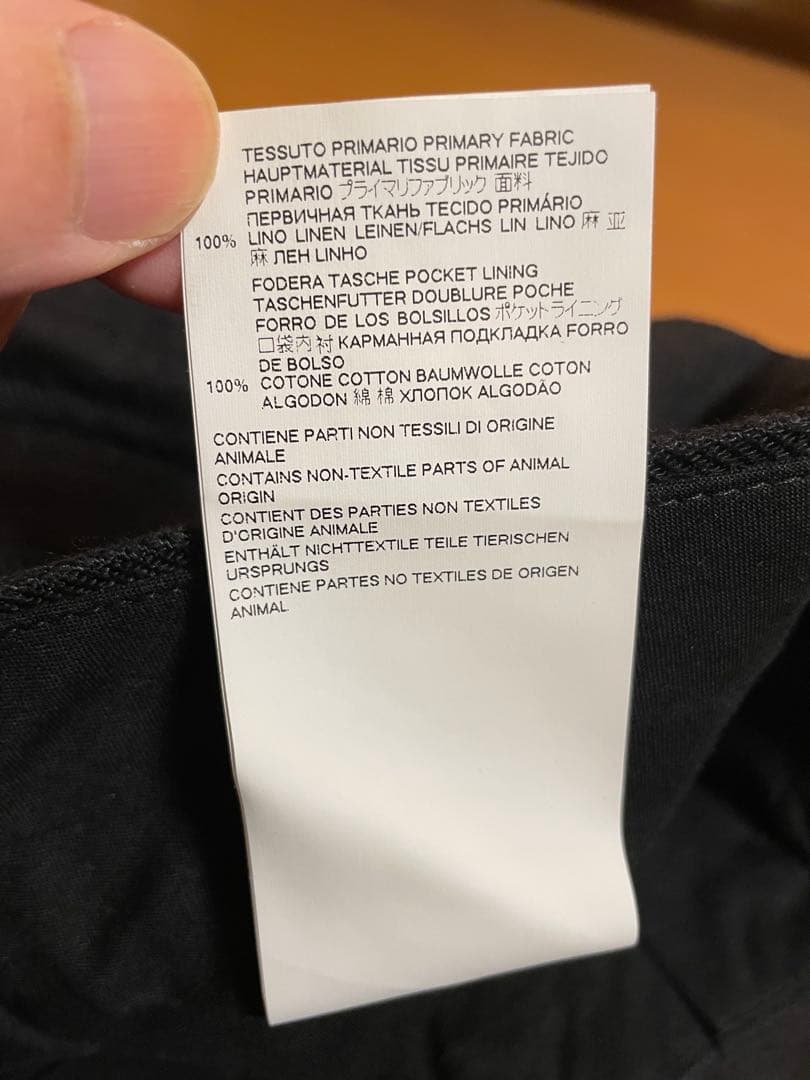 TESSUTO PRIMARIO PRIMARY FABRIC
HAUPTMATERIAL TISSU PRIMAIRE TEJIDO
PRIMARIO プライマリファブリック 面料
ПЕРВИЧНАЯ ТКАНЬ TECIDO PRIMÁRIO
100% LINO LINEN LEINEN/FLACHS LIN LINO 麻 亚
麻 ЛЕН LINHO
FODERA TASCHE POCKET LINING
TASCHENFUTTER DOUBLURE POCHE
FORRO DE LOS BOLSILLOS ポケットライニング
口袋内衬 КАРМАННАЯ ПОДКЛАДКА FORRO
DE BOLSO
100% COTONE COTTON BAUMWOLLE COTON
ALGODON 綿 棉 ХЛОПОК ALGODÃO
CONTIENE PARTI NON TESSILI DI ORIGINE
ANIMALE
CONTAINS NON-TEXTILE PARTS OF ANIMAL
ORIGIN
CONTIENT DES PARTIES NON TEXTILES
D'ORIGINE ANIMALE
ENTHÄLT NICHTTEXTILE TEILE TIERISCHEN
URSPRUNGS
CONTIENE PARTES NO TEXTILES DE ORIGEN
ANIMAL